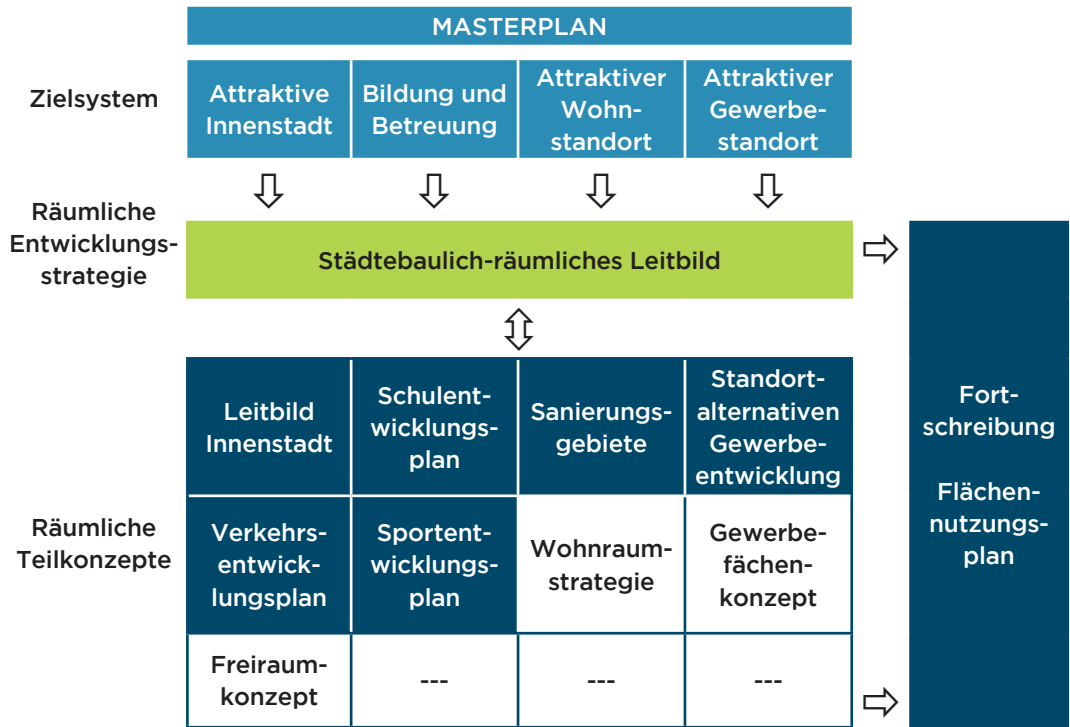 MASTERPLAN
Zielsystem
Attraktive
Innenstadt
Bildung und
Betreuung
Attraktiver
Wohn-
standort
Attraktiver
Gewerbe-
standort
Räumliche
Entwicklungs-
strategie
Städtebaulich-räumliches Leitbild
Räumliche
Teilkonzepte
Leitbild
Innenstadt
Schulent-
wicklungs-
plan
Sanierungs-
gebiete
Standort-
alternativen
Gewerbe-
entwicklung
Verkehrs-
entwick-
lungsplan
Sportent-
wicklungs-
plan
Wohnraum-
strategie
Gewerbe-
fächen-
konzept
Freiraum-
konzept
---
---
---
Fort-
schreibung
Flächen-
nutzungs-
plan